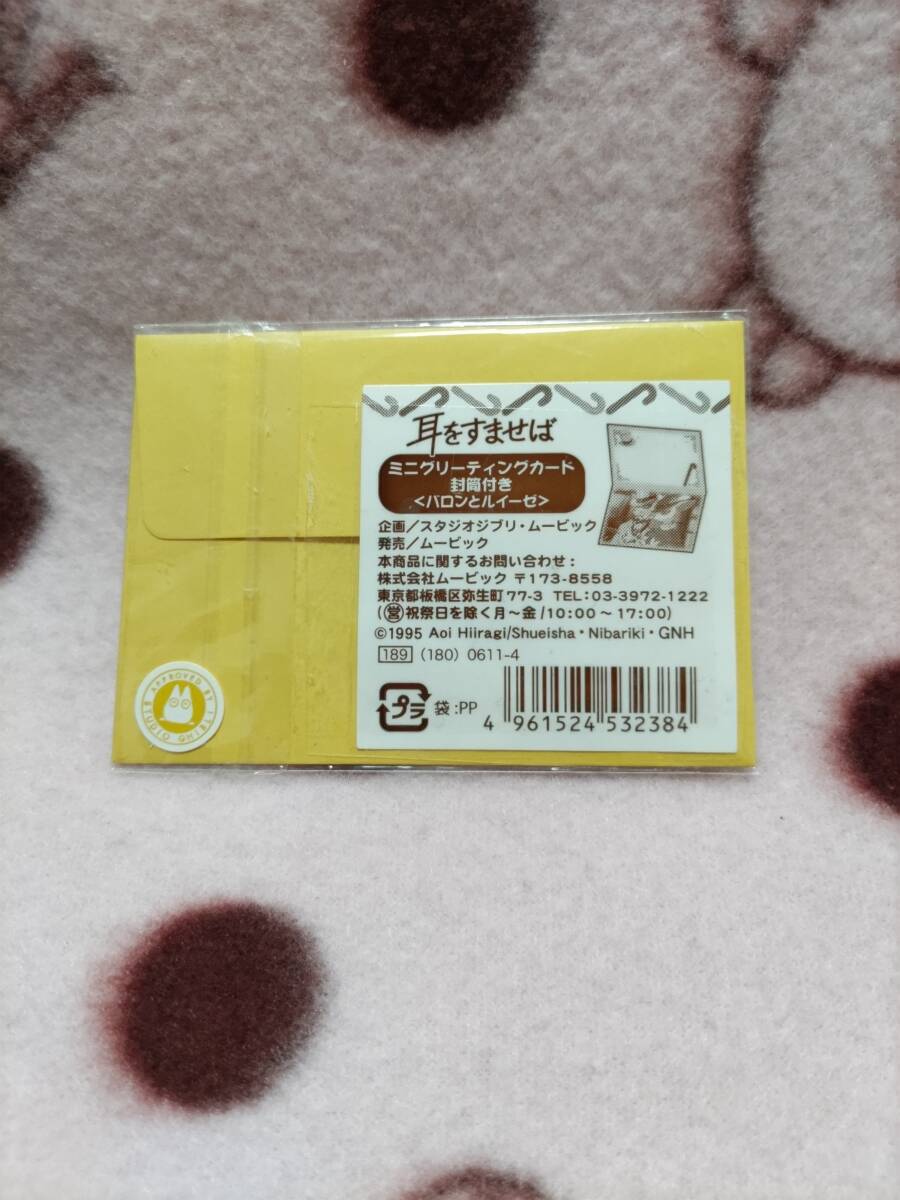 耳をすませば
ミニグリーティングカード
封筒付き
<バロンとルイーゼ>
企画/スタジオジブリ・ムービック
発売/ムービック
本商品に関するお問い合わせ:
株式会社ムービック 〒173-8558
東京都板橋区弥生町77-3 TEL:03-3972-1222
(営祝祭日を除く月~金/10:00~17:00)
©1995 Aoi Hiiragi/Shueisha・Nibariki・GNH
189 (180) 0611-4
プラ 袋:PP
4 961524 532384
APPROVED BY STUDIO GHIBLI